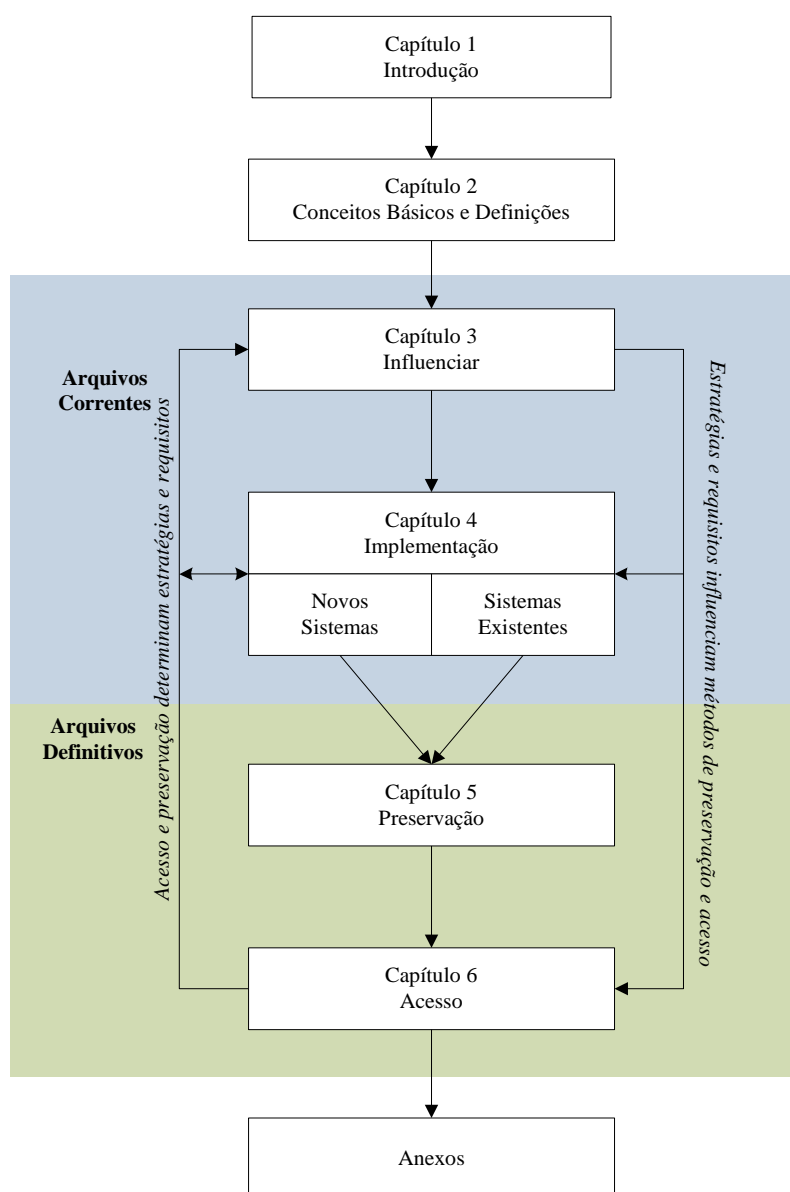 Capítulo 1
Introdução
Capítulo 2
Conceitos Básicos e Definições
Capítulo 3
Influenciar
Arquivos
Correntes
Acesso e preservação determinam estratégias e requisitos
Estratégias e requisitos influenciam métodos de preservação e acesso
Capítulo 4
Implementação
Novos
Sistemas
Sistemas
Existentes
Arquivos
Definitivos
Capítulo 5
Preservação
Capítulo 6
Acesso
Anexos